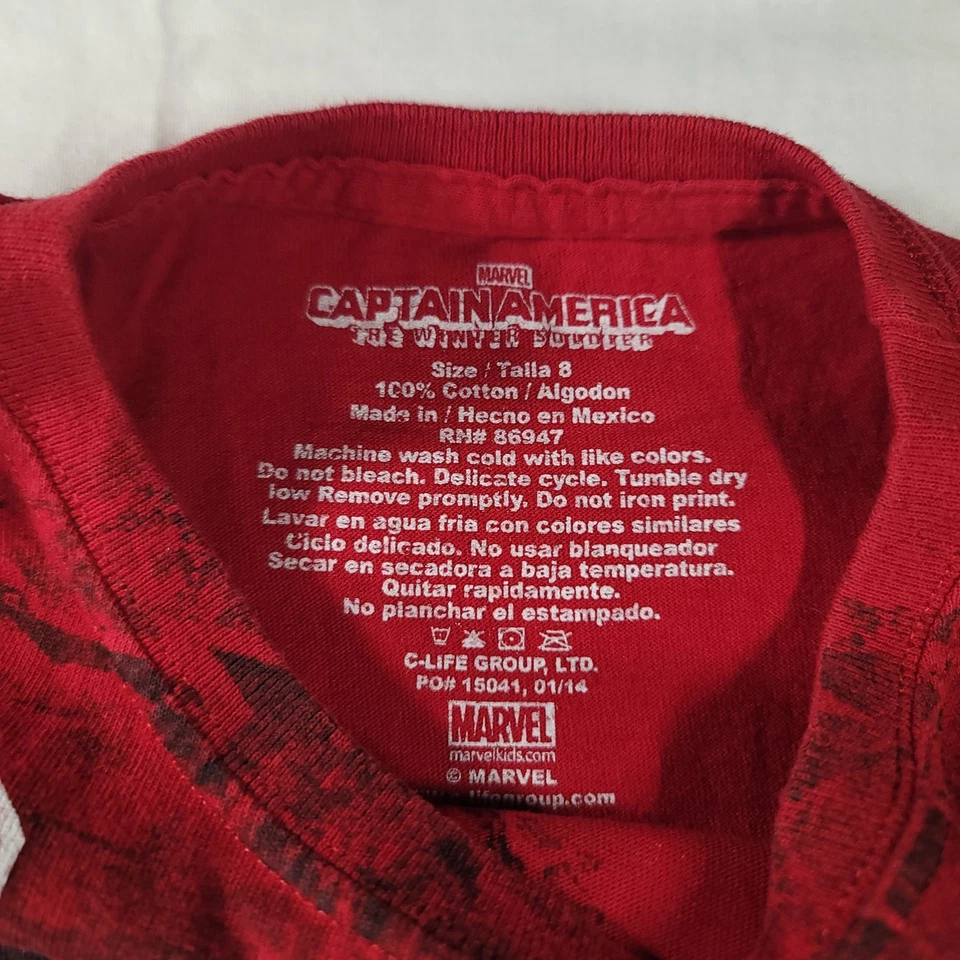 MARVEL
CAPTAIN AMERICA
THE WINTER SOLDIER
Size / Talla 8
100% Cotton / Algodon
Made in / Hecho en Mexico
RN# 86947
Machine wash cold with like colors.
Do not bleach. Delicate cycle. Tumble dry
low Remove promptly. Do not iron print.
Lavar en agua fria con colores similares
Ciclo delicado. No usar blanqueador
Secar en secadora a baja temperatura.
Quitar rapidamente.
No planchar el estampado.
C-LIFE GROUP, LTD.
PO# 15041, 01/14
MARVEL
marvelkids.com
© MARVEL
lifegroup.com